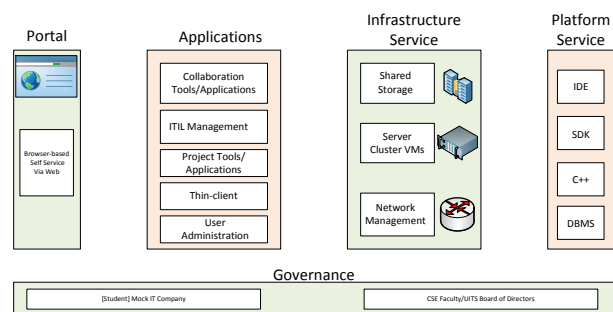 Portal
Applications
Infrastructure
Service
Platform
Service
Browser-based
Self Service
Via Web
Collaboration
Tools/Applications
ITIL Management
Project Tools/
Applications
Thin-client
User
Administration
Shared
Storage
Server
Cluster VMs
Network
Management
IDE
SDK
C++
DBMS
Governance
[Student] Mock IT Company
CSE Faculty/UITS Board of Directors